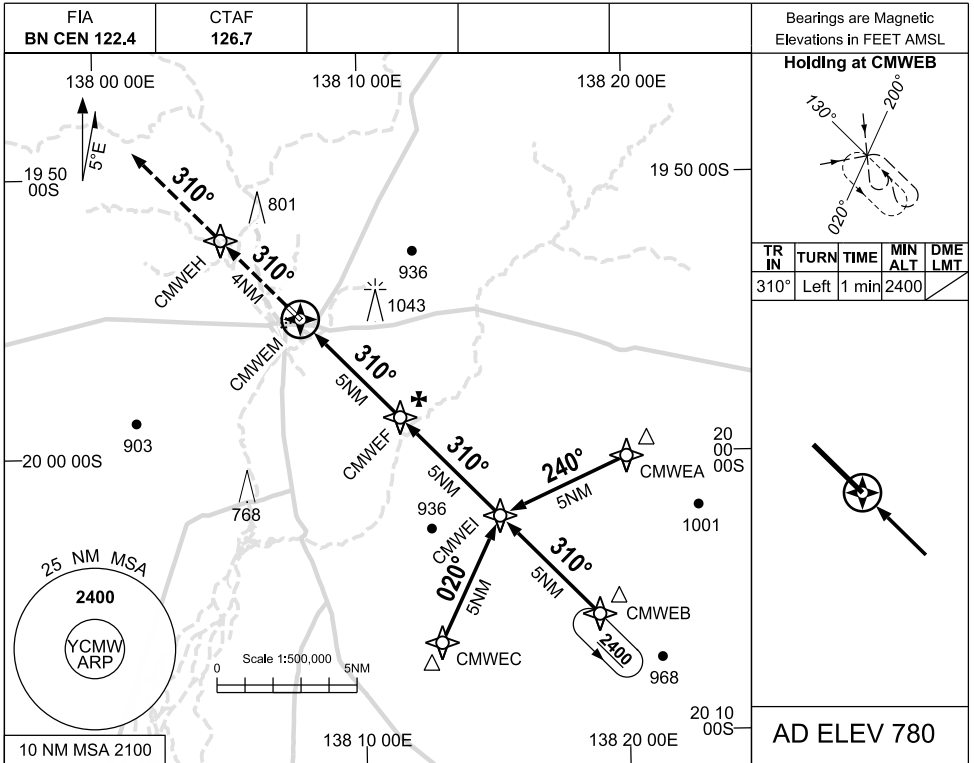 FIA
BN CEN 122.4
CTAF
126.7
Bearings are Magnetic
Elevations in FEET AMSL
138 00 00E
138 10 00E
138 20 00E
Holding at CMWEB
130°
200°
020°
TR IN
TURN
TIME
MIN ALT
DME LMT
310°
Left
1 min
2400
5°E
19 50 00S
19 50 00S
310°
801
CMWEH
310°
4NM
936
1043
CMWEM
310°
5NM
903
CMWEF
20 00 00S
20 00 00S
310°
5NM
240°
5NM
CMWEA
768
936
CMWEI
1001
020°
5NM
310°
5NM
CMWEB
25 NM MSA
2400
YCMW
ARP
CMWEC
2400
968
Scale 1:500,000
0
5NM
20 10 00S
10 NM MSA 2100
138 10 00E
138 20 00E
AD ELEV 780